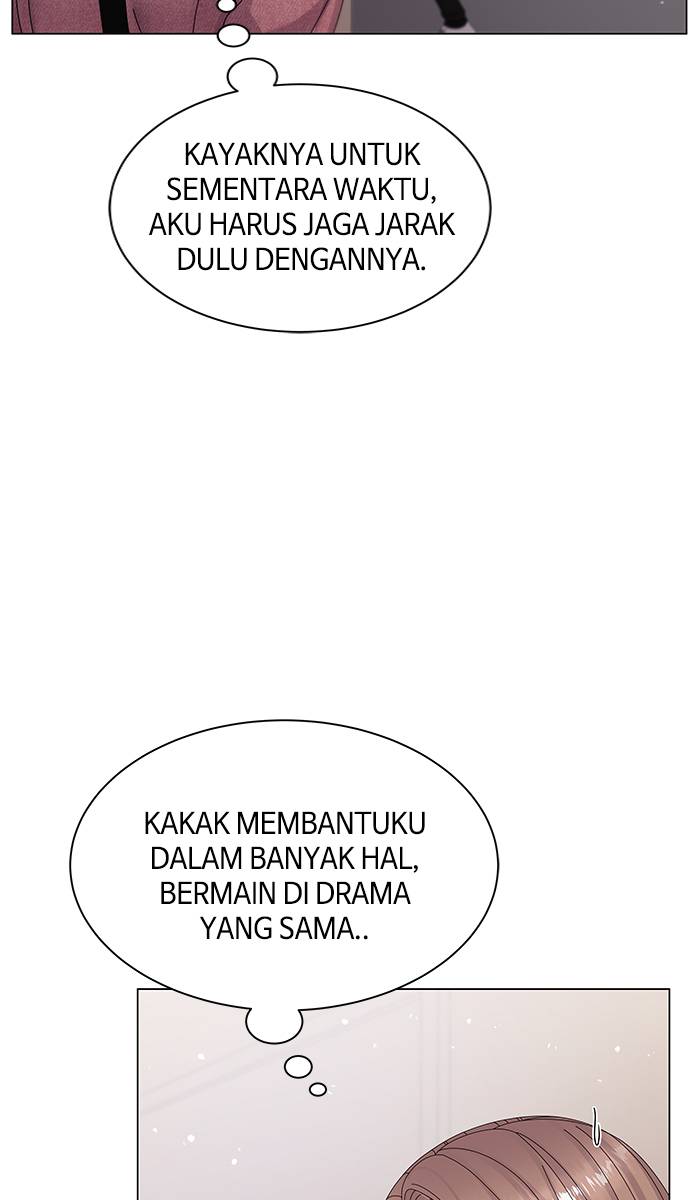 KAYAKNYA UNTUK
SEMENTARA WAKTU,
AKU HARUS JAGA JARAK
DULU DENGANNYA.
KAKAK MEMBANTUKU
DALAM BANYAK HAL,
BERMAIN DI DRAMA
YANG SAMA..